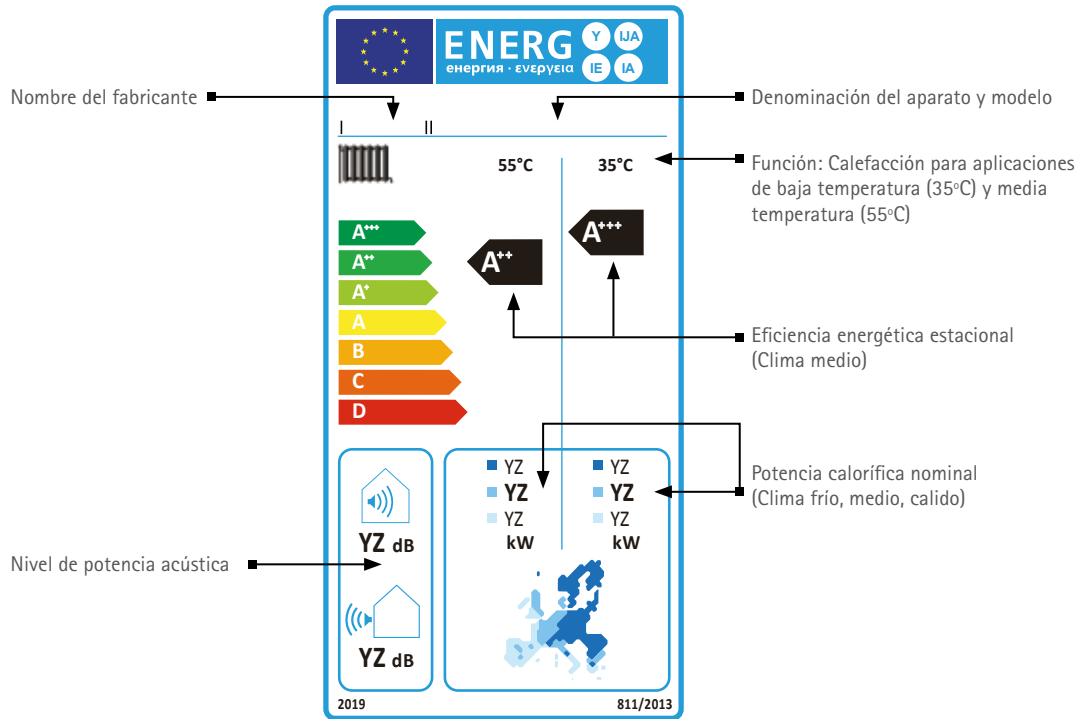 ENERG Y IJA
енергия · ενεργεια IE IA
Nombre del fabricante
Denominación del aparato y modelo
I II
55°C 35°C
Función: Calefacción para aplicaciones
de baja temperatura (35ºC) y media
temperatura (55ºC)
A+++
A++
A+
A
B
C
D
A++
A+++
Eficiencia energética estacional
(Clima medio)
YZ YZ
YZ YZ
YZ YZ
kW kW
Potencia calorífica nominal
(Clima frío, medio, calido)
YZ dB
Nivel de potencia acústica
YZ dB
2019 811/2013